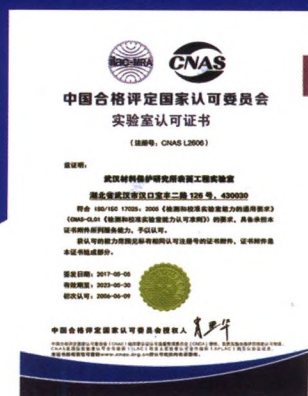 ilac-MRA
CNAS
中国合格评定国家认可委员会
实验室认可证书
（注册号：CNAS L2606）
兹证明：
武汉材料保护研究所表面工程实验室
湖北省武汉市汉口宝丰二路 126 号，430030
符合 ISO/IEC 17025：2005《检测和校准实验室能力的通用要求》
（CNAS-CL01《检测和校准实验室能力认可准则》）的要求，具备承担本
证书附件所列服务能力，予以认可。
获认可的能力范围见标有相同认可注册号的证书附件，证书附件是
本证书组成部分。
签发日期：2017-05-05
有效期至：2023-05-30
初次认可：2006-06-09
中国合格评定国家认可委员会授权人